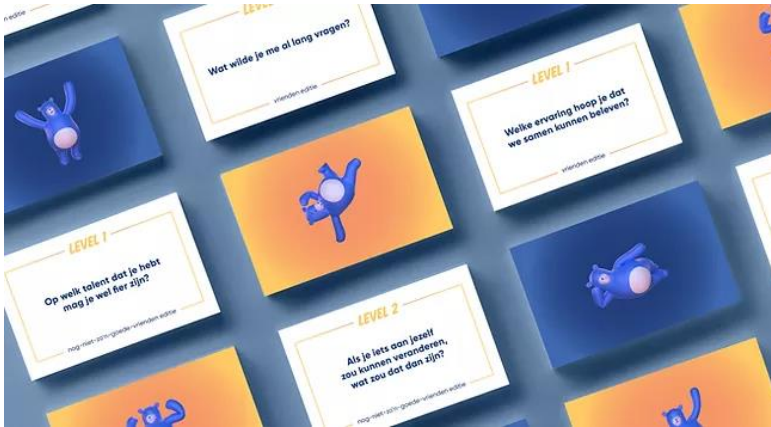 n editie
LEVEL
Wat wilde je me al lang vragen?
vrienden editie
LEVEL 1
Welke ervaring hoop je dat
we samen kunnen beleven?
vrienden editie
LEVEL 1
Op welk talent dat je hebt
mag je wel fier zijn?
nog-niet-zo'n-goede-vrienden editie
LEVEL 2
Als je iets aan jezelf
zou kunnen veranderen,
wat zou dat dan zijn?
nog-niet-zo'n-goede-vrienden editie